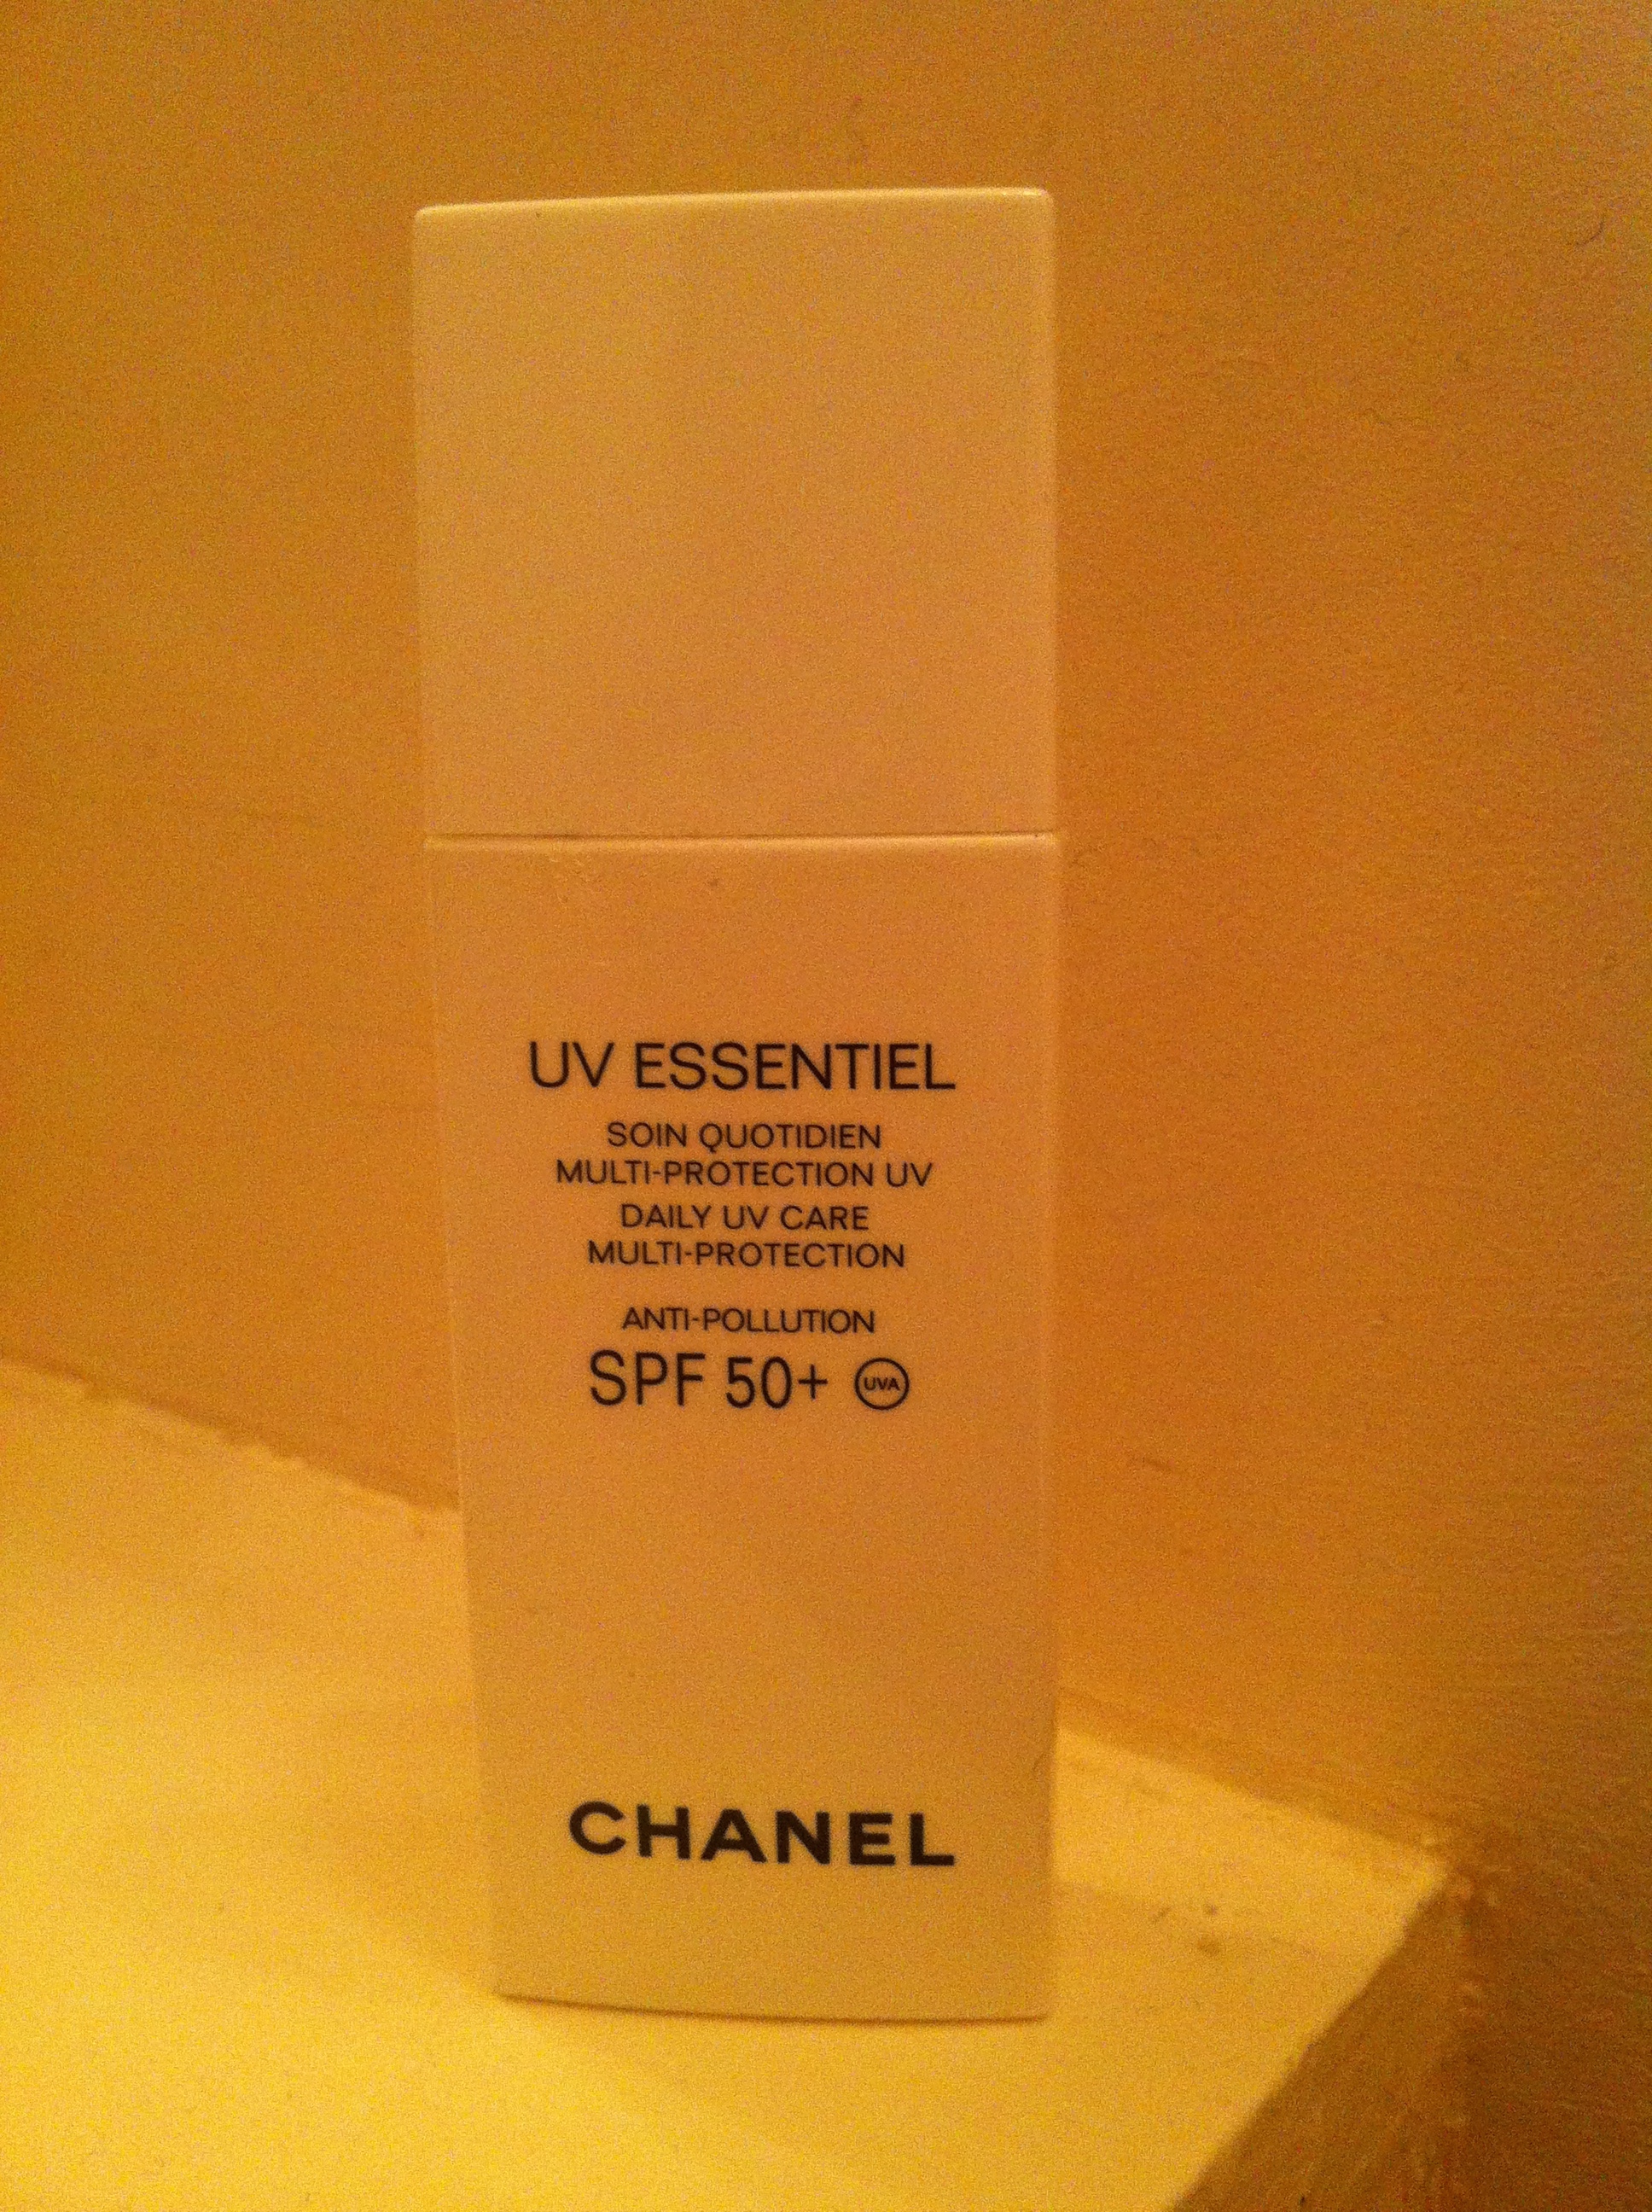 UV ESSENTIEL
SOIN QUOTIDIEN
MULTI-PROTECTION UV
DAILY UV CARE
MULTI-PROTECTION
ANTI-POLLUTION
SPF 50+ UVA
CHANEL